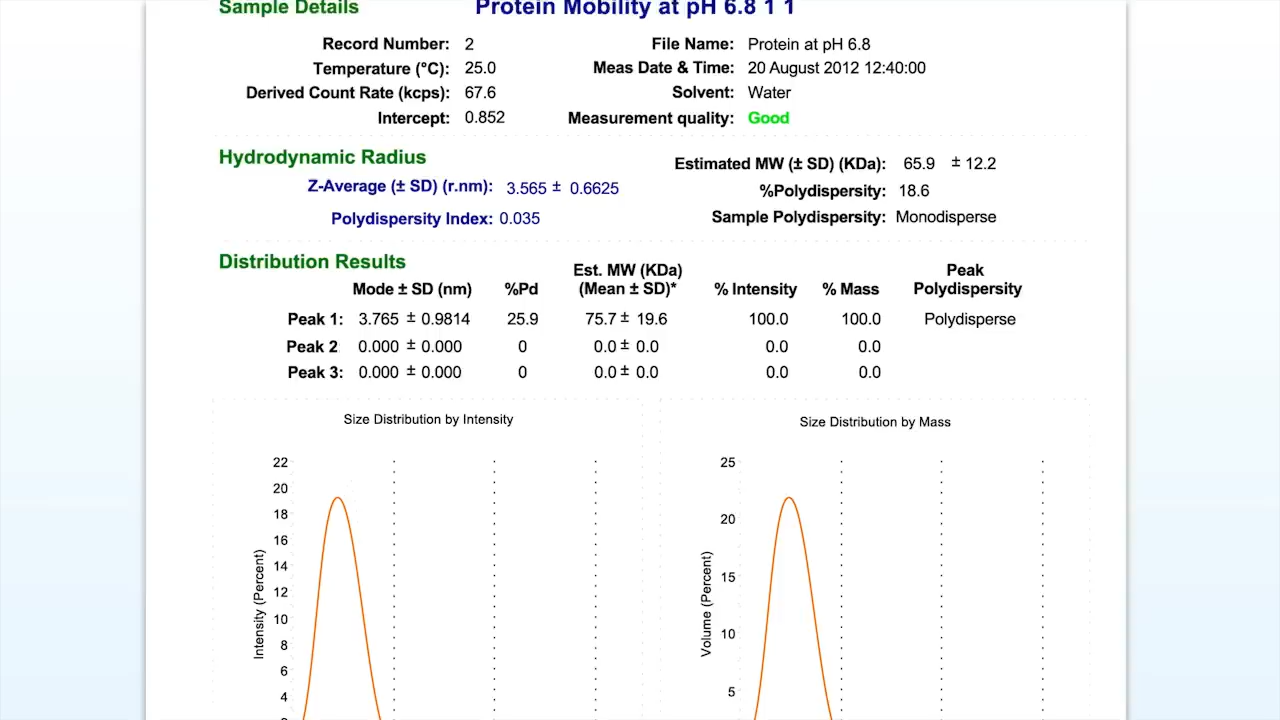 Sample Details Protein Mobility at pH 6.8 1 1
Record Number: 2 File Name: Protein at pH 6.8
Temperature (°C): 25.0 Meas Date & Time: 20 August 2012 12:40:00
Derived Count Rate (kcps): 67.6 Solvent: Water
Intercept: 0.852 Measurement quality: Good
Hydrodynamic Radius Estimated MW (± SD) (KDa): 65.9 ± 12.2
Z-Average (± SD) (r.nm): 3.565 ± 0.6625 %Polydispersity: 18.6
Polydispersity Index: 0.035 Sample Polydispersity: Monodisperse
Distribution Results
Est. MW (KDa) Peak
Mode ± SD (nm) %Pd (Mean ± SD)* % Intensity % Mass Polydispersity
Peak 1: 3.765 ± 0.9814 25.9 75.7 ± 19.6 100.0 100.0 Polydisperse
Peak 2 0.000 ± 0.000 0 0.0 ± 0.0 0.0 0.0
Peak 3: 0.000 ± 0.000 0 0.0 ± 0.0 0.0 0.0
Size Distribution by Intensity
22
20
18
16
14
12
10
8
6
4
Intensity (Percent)
Size Distribution by Mass
25
20
15
10
5
Volume (Percent)